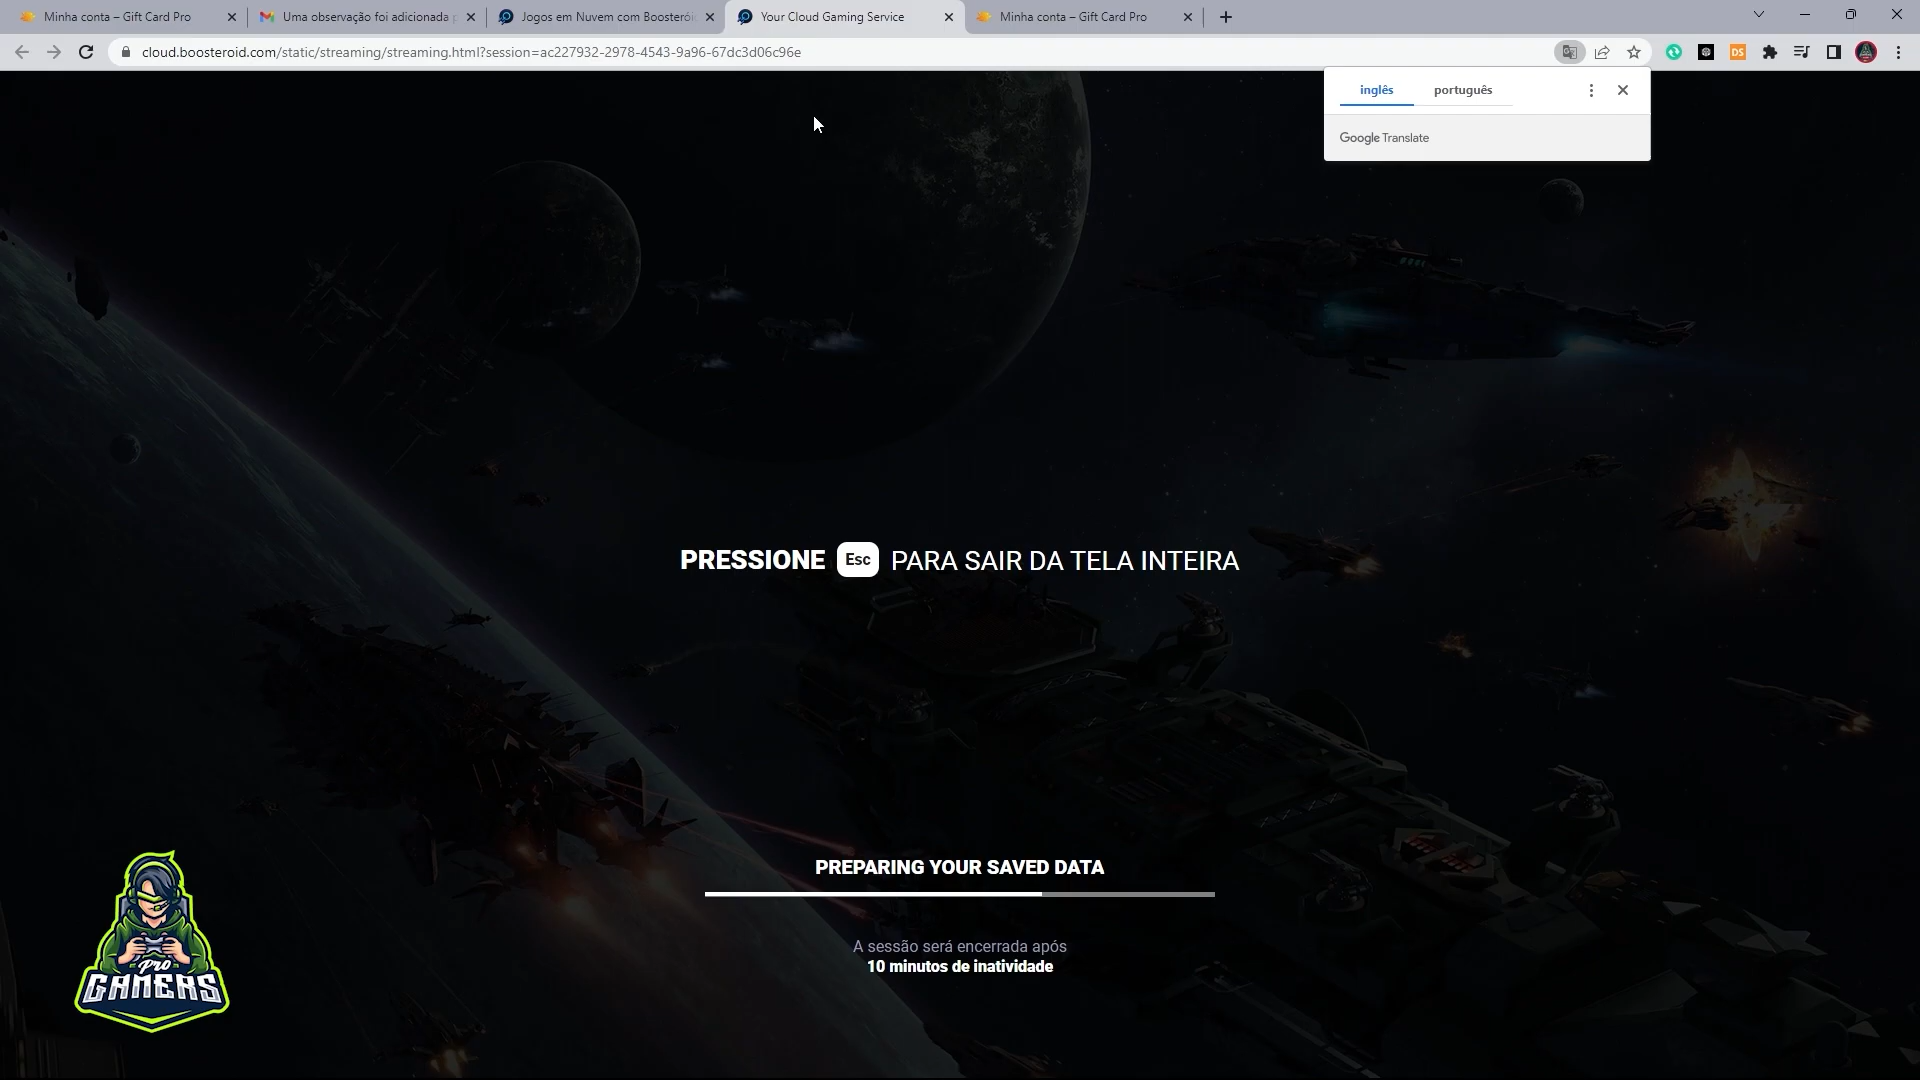 Minha conta – Gift Card Pro
Uma observação foi adicionada
Jogos em Nuvem com Boosteroi
Your Cloud Gaming Service
Minha conta – Gift Card Pro
cloud.boosteroid.com/static/streaming/streaming.html?session=ac227932-2978-4543-9a96-67dc3d06c96e
DS
inglês português
Google Translate
PRESSIONE Esc PARA SAIR DA TELA INTEIRA
PREPARING YOUR SAVED DATA
A sessão será encerrada após
10 minutos de inatividade
PRO
GAMERS